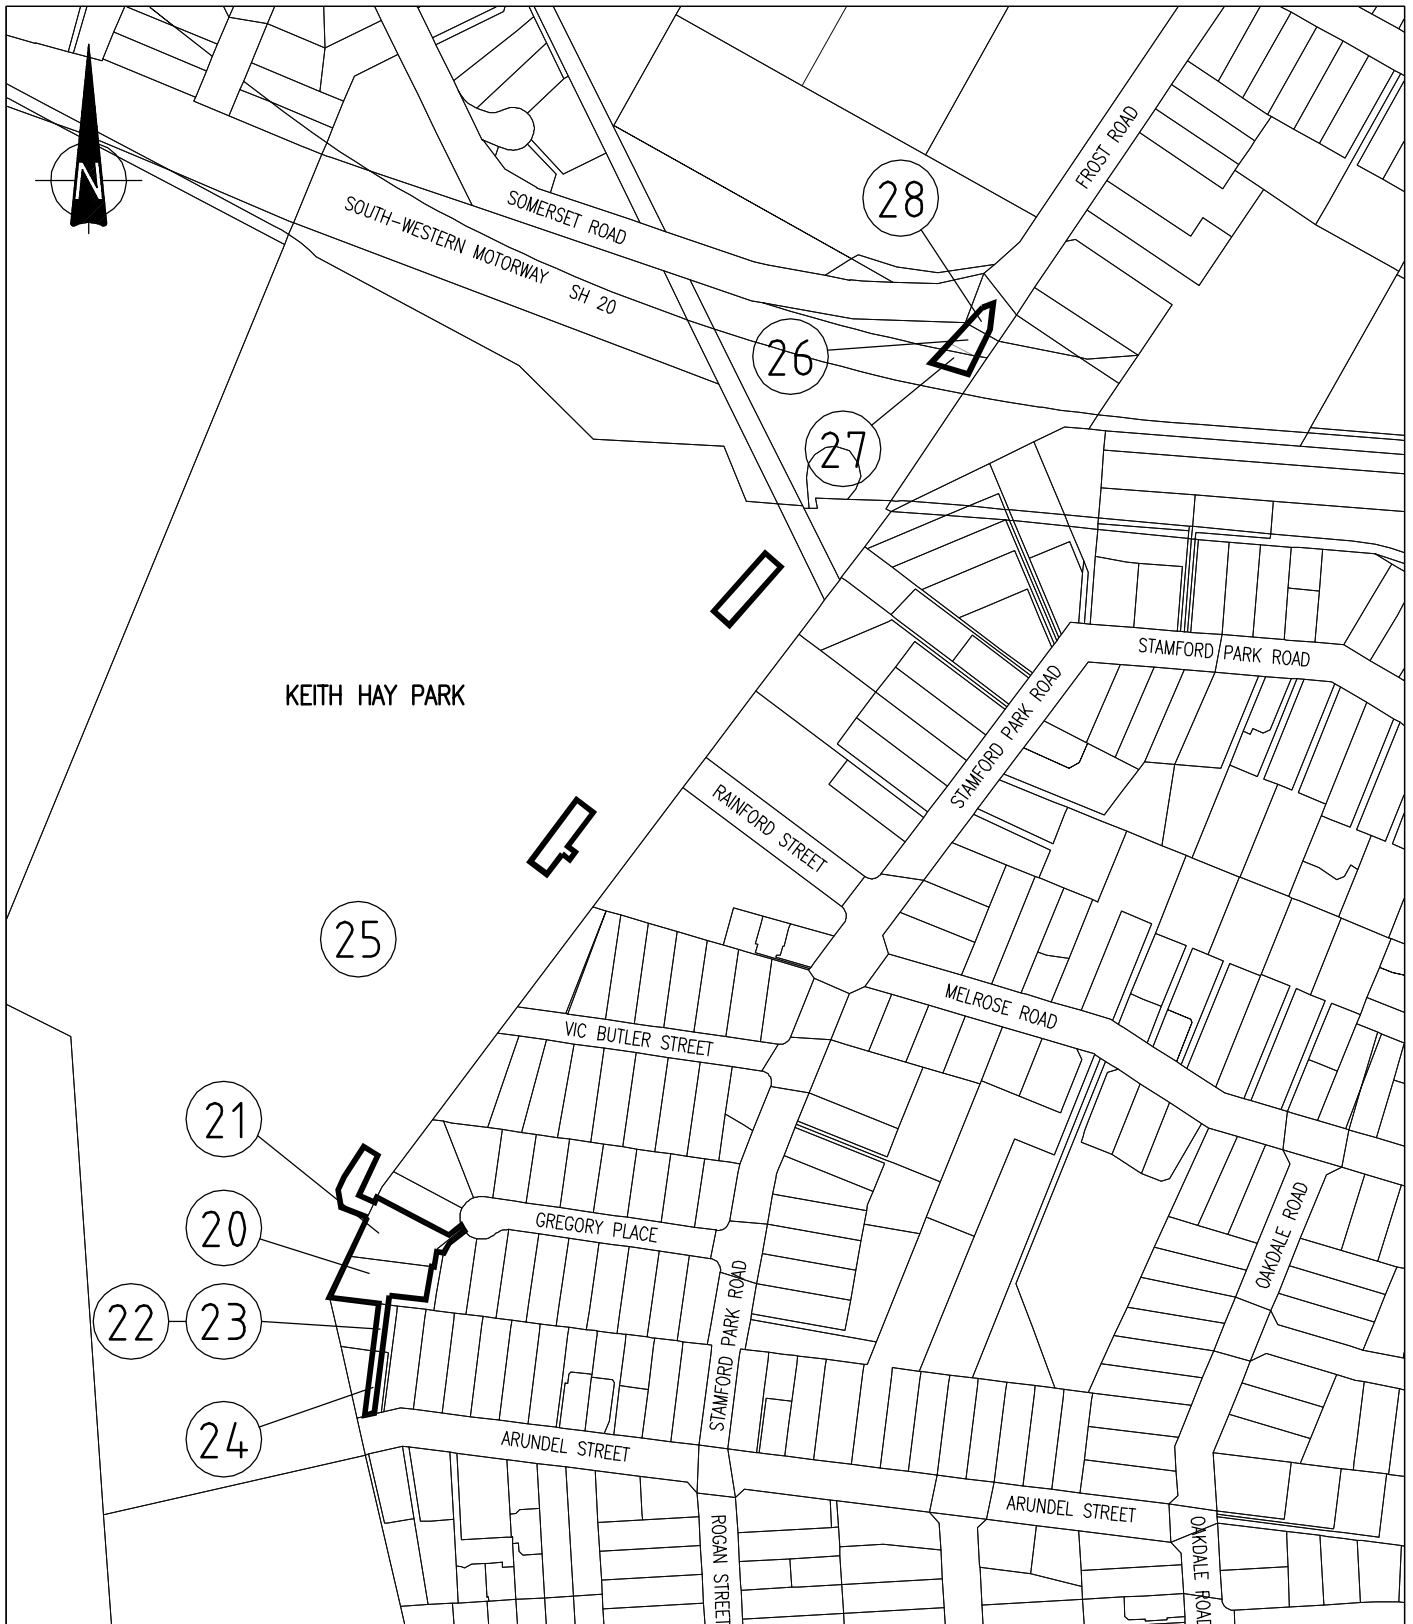 FROST ROAD
N
28
SOMERSET ROAD
SOUTH-WESTERN MOTORWAY SH 20
26
27
STAMFORD PARK ROAD
KEITH HAY PARK
STAMFORD PARK ROAD
RAINFORD STREET
25
MELROSE ROAD
VIC BUTLER STREET
21
20
GREGORY PLACE
OAKDALE ROAD
22
23
STAMFORD PARK ROAD
24
ARUNDEL STREET
ARUNDEL STREET
ROGAN STREET
OAKDALE ROAD